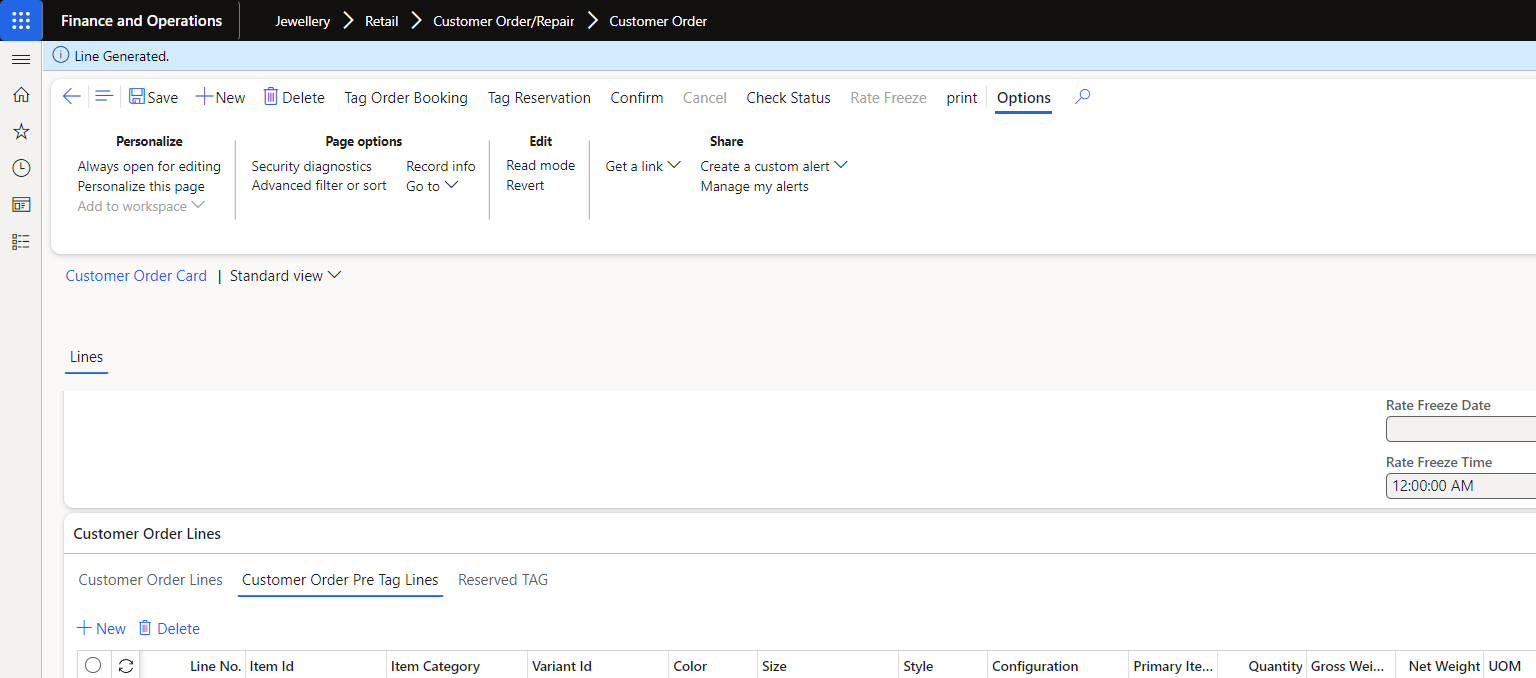 Finance and Operations Jewellery Retail Customer Order/Repair Customer Order
Line Generated.
Save New Delete Tag Order Booking Tag Reservation Confirm Cancel Check Status Rate Freeze print Options
Personalize Page options Edit Share
Always open for editing Security diagnostics Record info Read mode Get a link Create a custom alert
Personalize this page Advanced filter or sort Go to Revert Manage my alerts
Add to workspace
Customer Order Card | Standard view
Lines
Rate Freeze Date
Rate Freeze Time
12:00:00 AM
Customer Order Lines
Customer Order Lines Customer Order Pre Tag Lines Reserved TAG
New Delete
Line No. Item Id Item Category Variant Id Color Size Style Configuration Primary Ite... Quantity Gross Wei... Net Weight UOM